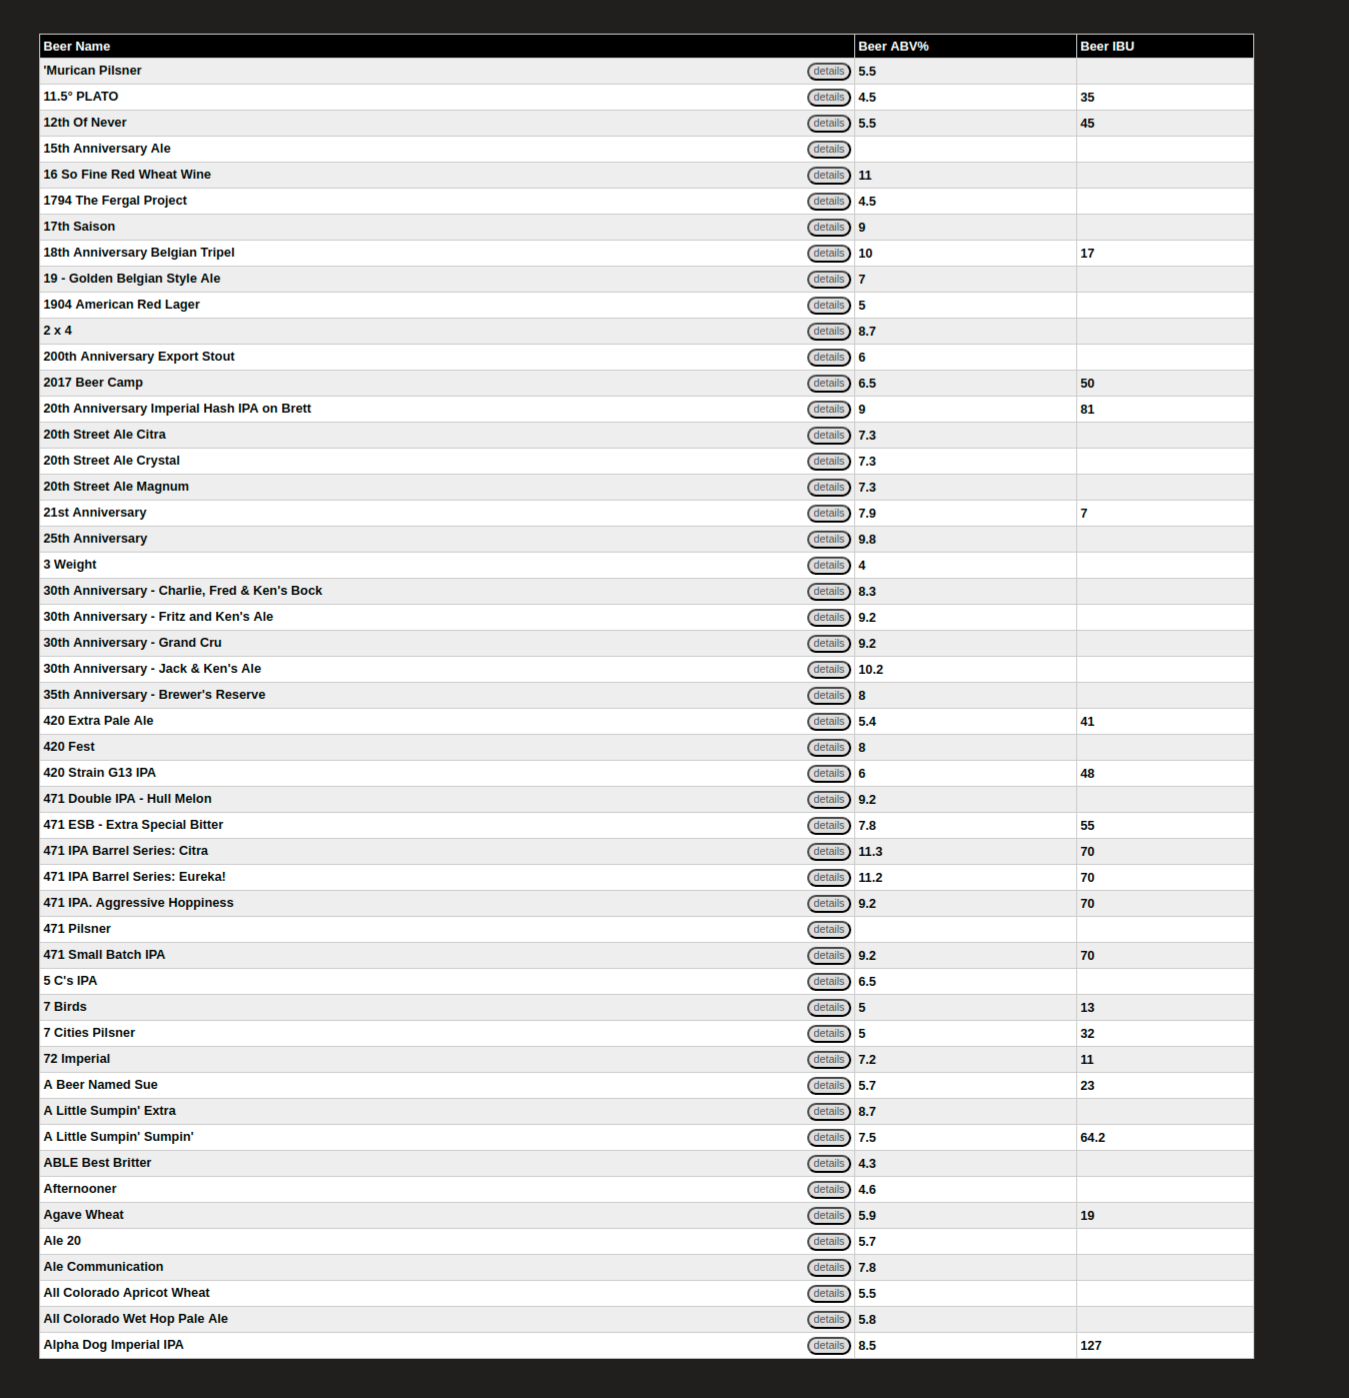 Beer Name Beer ABV% Beer IBU
'Murican Pilsner details 5.5
11.5° PLATO details 4.5 35
12th Of Never details 5.5 45
15th Anniversary Ale details
16 So Fine Red Wheat Wine details 11
1794 The Fergal Project details 4.5
17th Saison details 9
18th Anniversary Belgian Tripel details 10 17
19 - Golden Belgian Style Ale details 7
1904 American Red Lager details 5
2 x 4 details 8.7
200th Anniversary Export Stout details 6
2017 Beer Camp details 6.5 50
20th Anniversary Imperial Hash IPA on Brett details 9 81
20th Street Ale Citra details 7.3
20th Street Ale Crystal details 7.3
20th Street Ale Magnum details 7.3
21st Anniversary details 7.9 7
25th Anniversary details 9.8
3 Weight details 4
30th Anniversary - Charlie, Fred & Ken's Bock details 8.3
30th Anniversary - Fritz and Ken's Ale details 9.2
30th Anniversary - Grand Cru details 9.2
30th Anniversary - Jack & Ken's Ale details 10.2
35th Anniversary - Brewer's Reserve details 8
420 Extra Pale Ale details 5.4 41
420 Fest details 8
420 Strain G13 IPA details 6 48
471 Double IPA - Hull Melon details 9.2
471 ESB - Extra Special Bitter details 7.8 55
471 IPA Barrel Series: Citra details 11.3 70
471 IPA Barrel Series: Eureka! details 11.2 70
471 IPA. Aggressive Hoppiness details 9.2 70
471 Pilsner details
471 Small Batch IPA details 9.2 70
5 C's IPA details 6.5
7 Birds details 5 13
7 Cities Pilsner details 5 32
72 Imperial details 7.2 11
A Beer Named Sue details 5.7 23
A Little Sumpin' Extra details 8.7
A Little Sumpin' Sumpin' details 7.5 64.2
ABLE Best Britter details 4.3
Afternooner details 4.6
Agave Wheat details 5.9 19
Ale 20 details 5.7
Ale Communication details 7.8
All Colorado Apricot Wheat details 5.5
All Colorado Wet Hop Pale Ale details 5.8
Alpha Dog Imperial IPA details 8.5 127